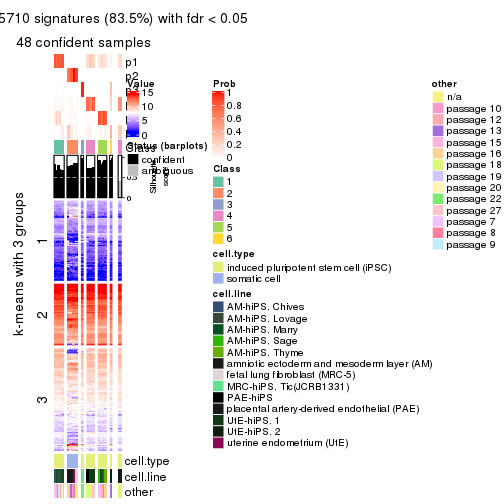 5710 signatures (83.5%) with fdr < 0.05
48 confident samples
p1
p2
Value
15
10
5
0
Class
Status (barplots)
confident
ambiguous
1
0.5
0
Silhouette
score
k-means with 3 groups
1
2
3
cell.type
cell.line
other
Prob
1
0.8
0.6
0.4
0.2
0
Class
1
2
3
4
5
6
cell.type
induced pluripotent stem cell (iPSC)
somatic cell
cell.line
AM-hiPS. Chives
AM-hiPS. Lovage
AM-hiPS. Marry
AM-hiPS. Sage
AM-hiPS. Thyme
amniotic ectoderm and mesoderm layer (AM)
fetal lung fibroblast (MRC-5)
MRC-hiPS. Tic(JCRB1331)
PAE-hiPS
placental artery-derived endothelial (PAE)
UtE-hiPS. 1
UtE-hiPS. 2
uterine endometrium (UtE)
other
n/a
passage 10
passage 12
passage 13
passage 15
passage 16
passage 18
passage 19
passage 20
passage 22
passage 27
passage 7
passage 8
passage 9